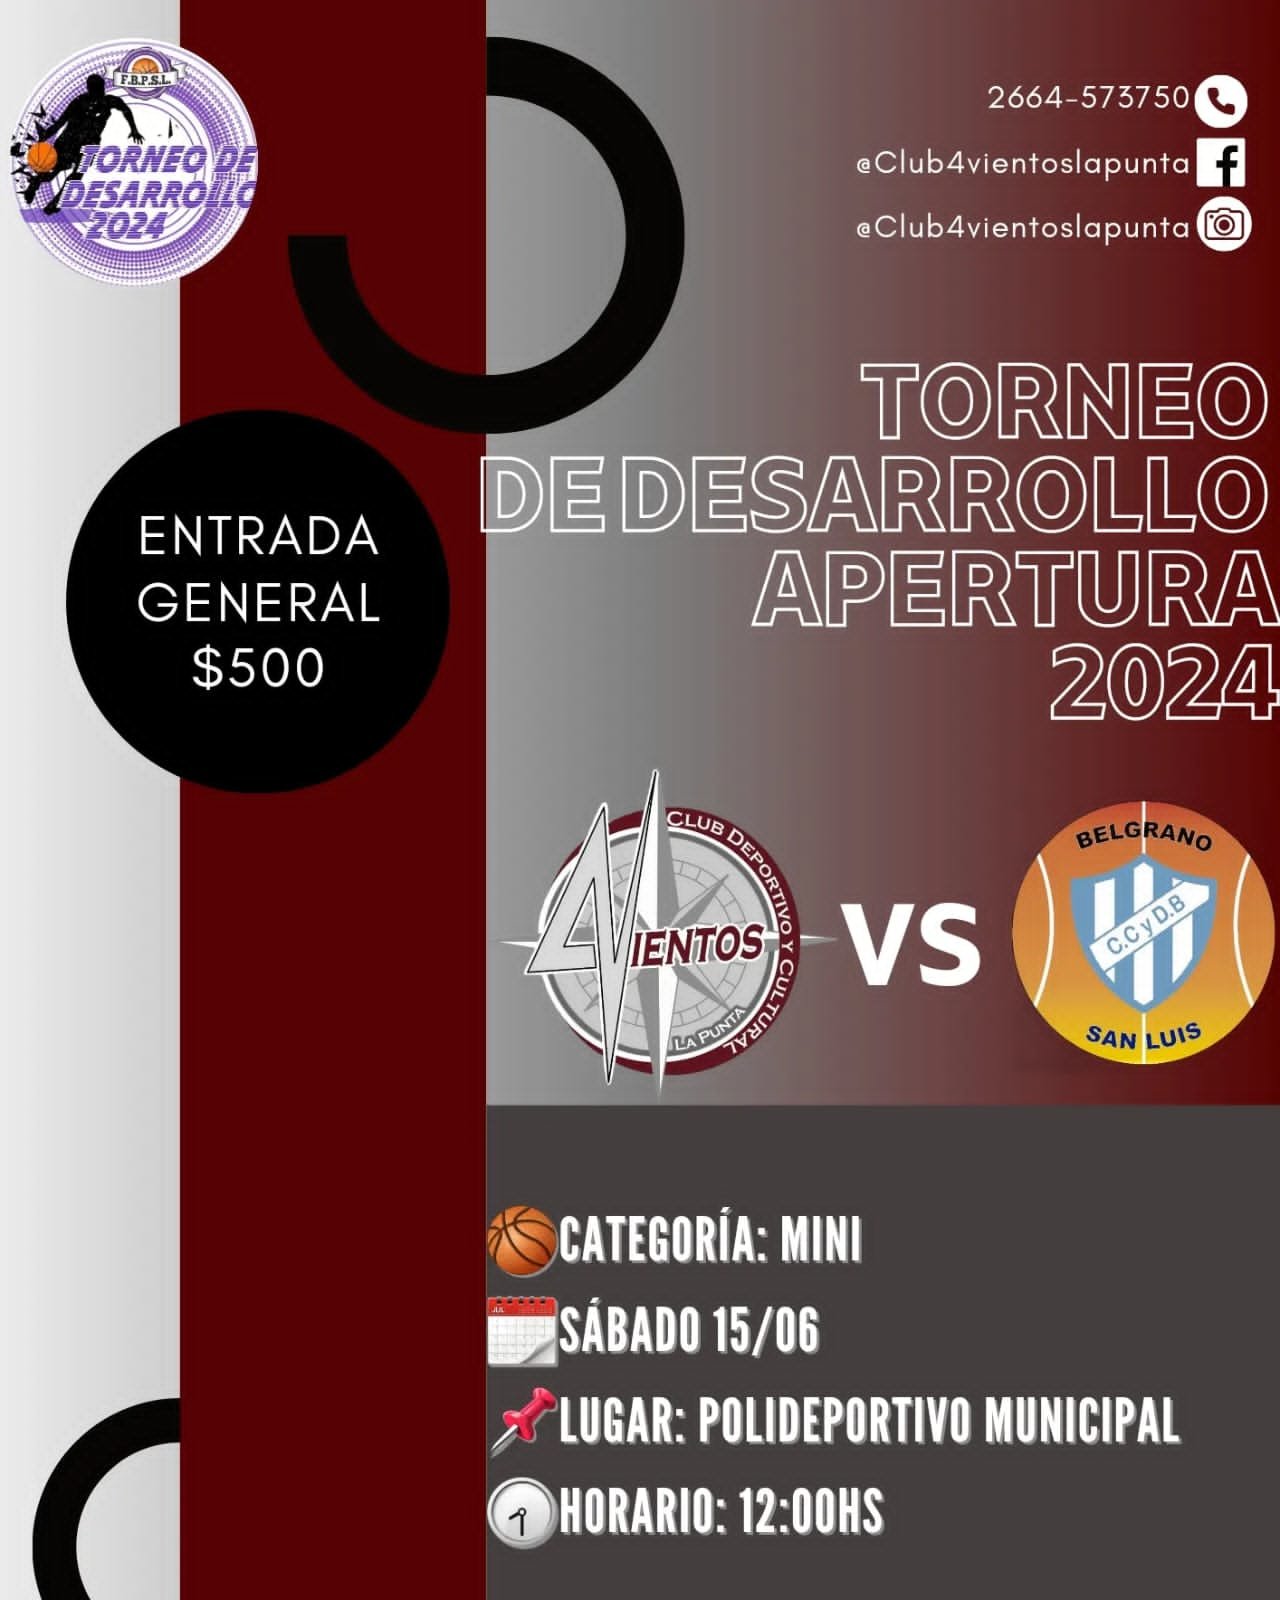 F.B.P.S.L.
TORNEO DE
DESARROLLO
2024
2664-573750
@Club4vientoslapunta
@Club4vientoslapunta
TORNEO
DE DESARROLLO
APERTURA
2024
ENTRADA
GENERAL
$500
4VIENTOS
CLUB DEPORTIVO Y CULTURAL
LA PUNTA
VS
BELGRANO
C.C y D.B
SAN LUIS
CATEGORÍA: MINI
JUL
SÁBADO 15/06
LUGAR: POLIDEPORTIVO MUNICIPAL
HORARIO: 12:00HS